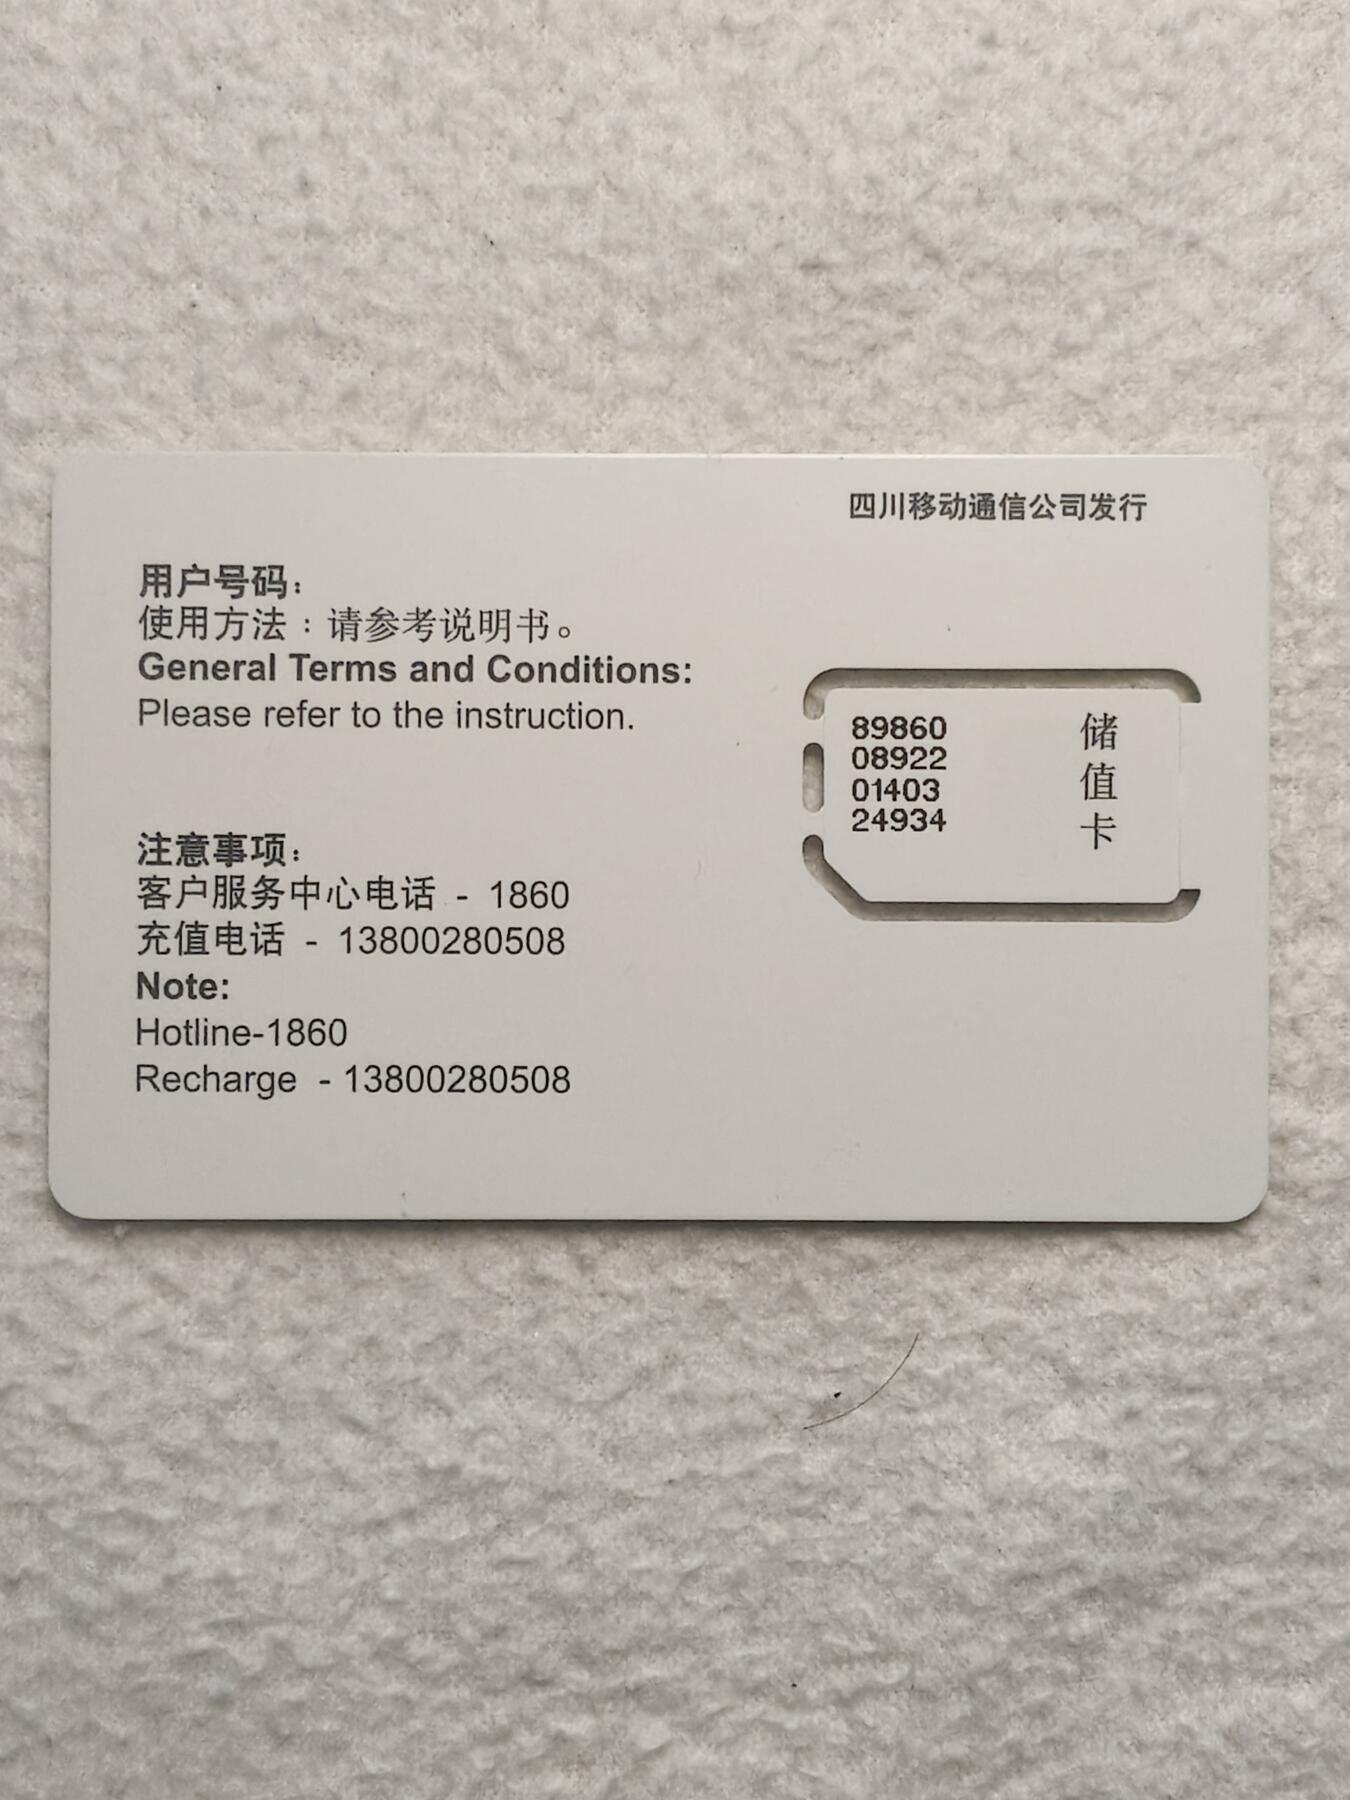 四川移动通信公司发行
用户号码：
使用方法：请参考说明书。
General Terms and Conditions:
Please refer to the instruction.
89860
08922
01403
24934
储
值
卡
注意事项：
客户服务中心电话 - 1860
充值电话 - 13800280508
Note:
Hotline-1860
Recharge - 13800280508